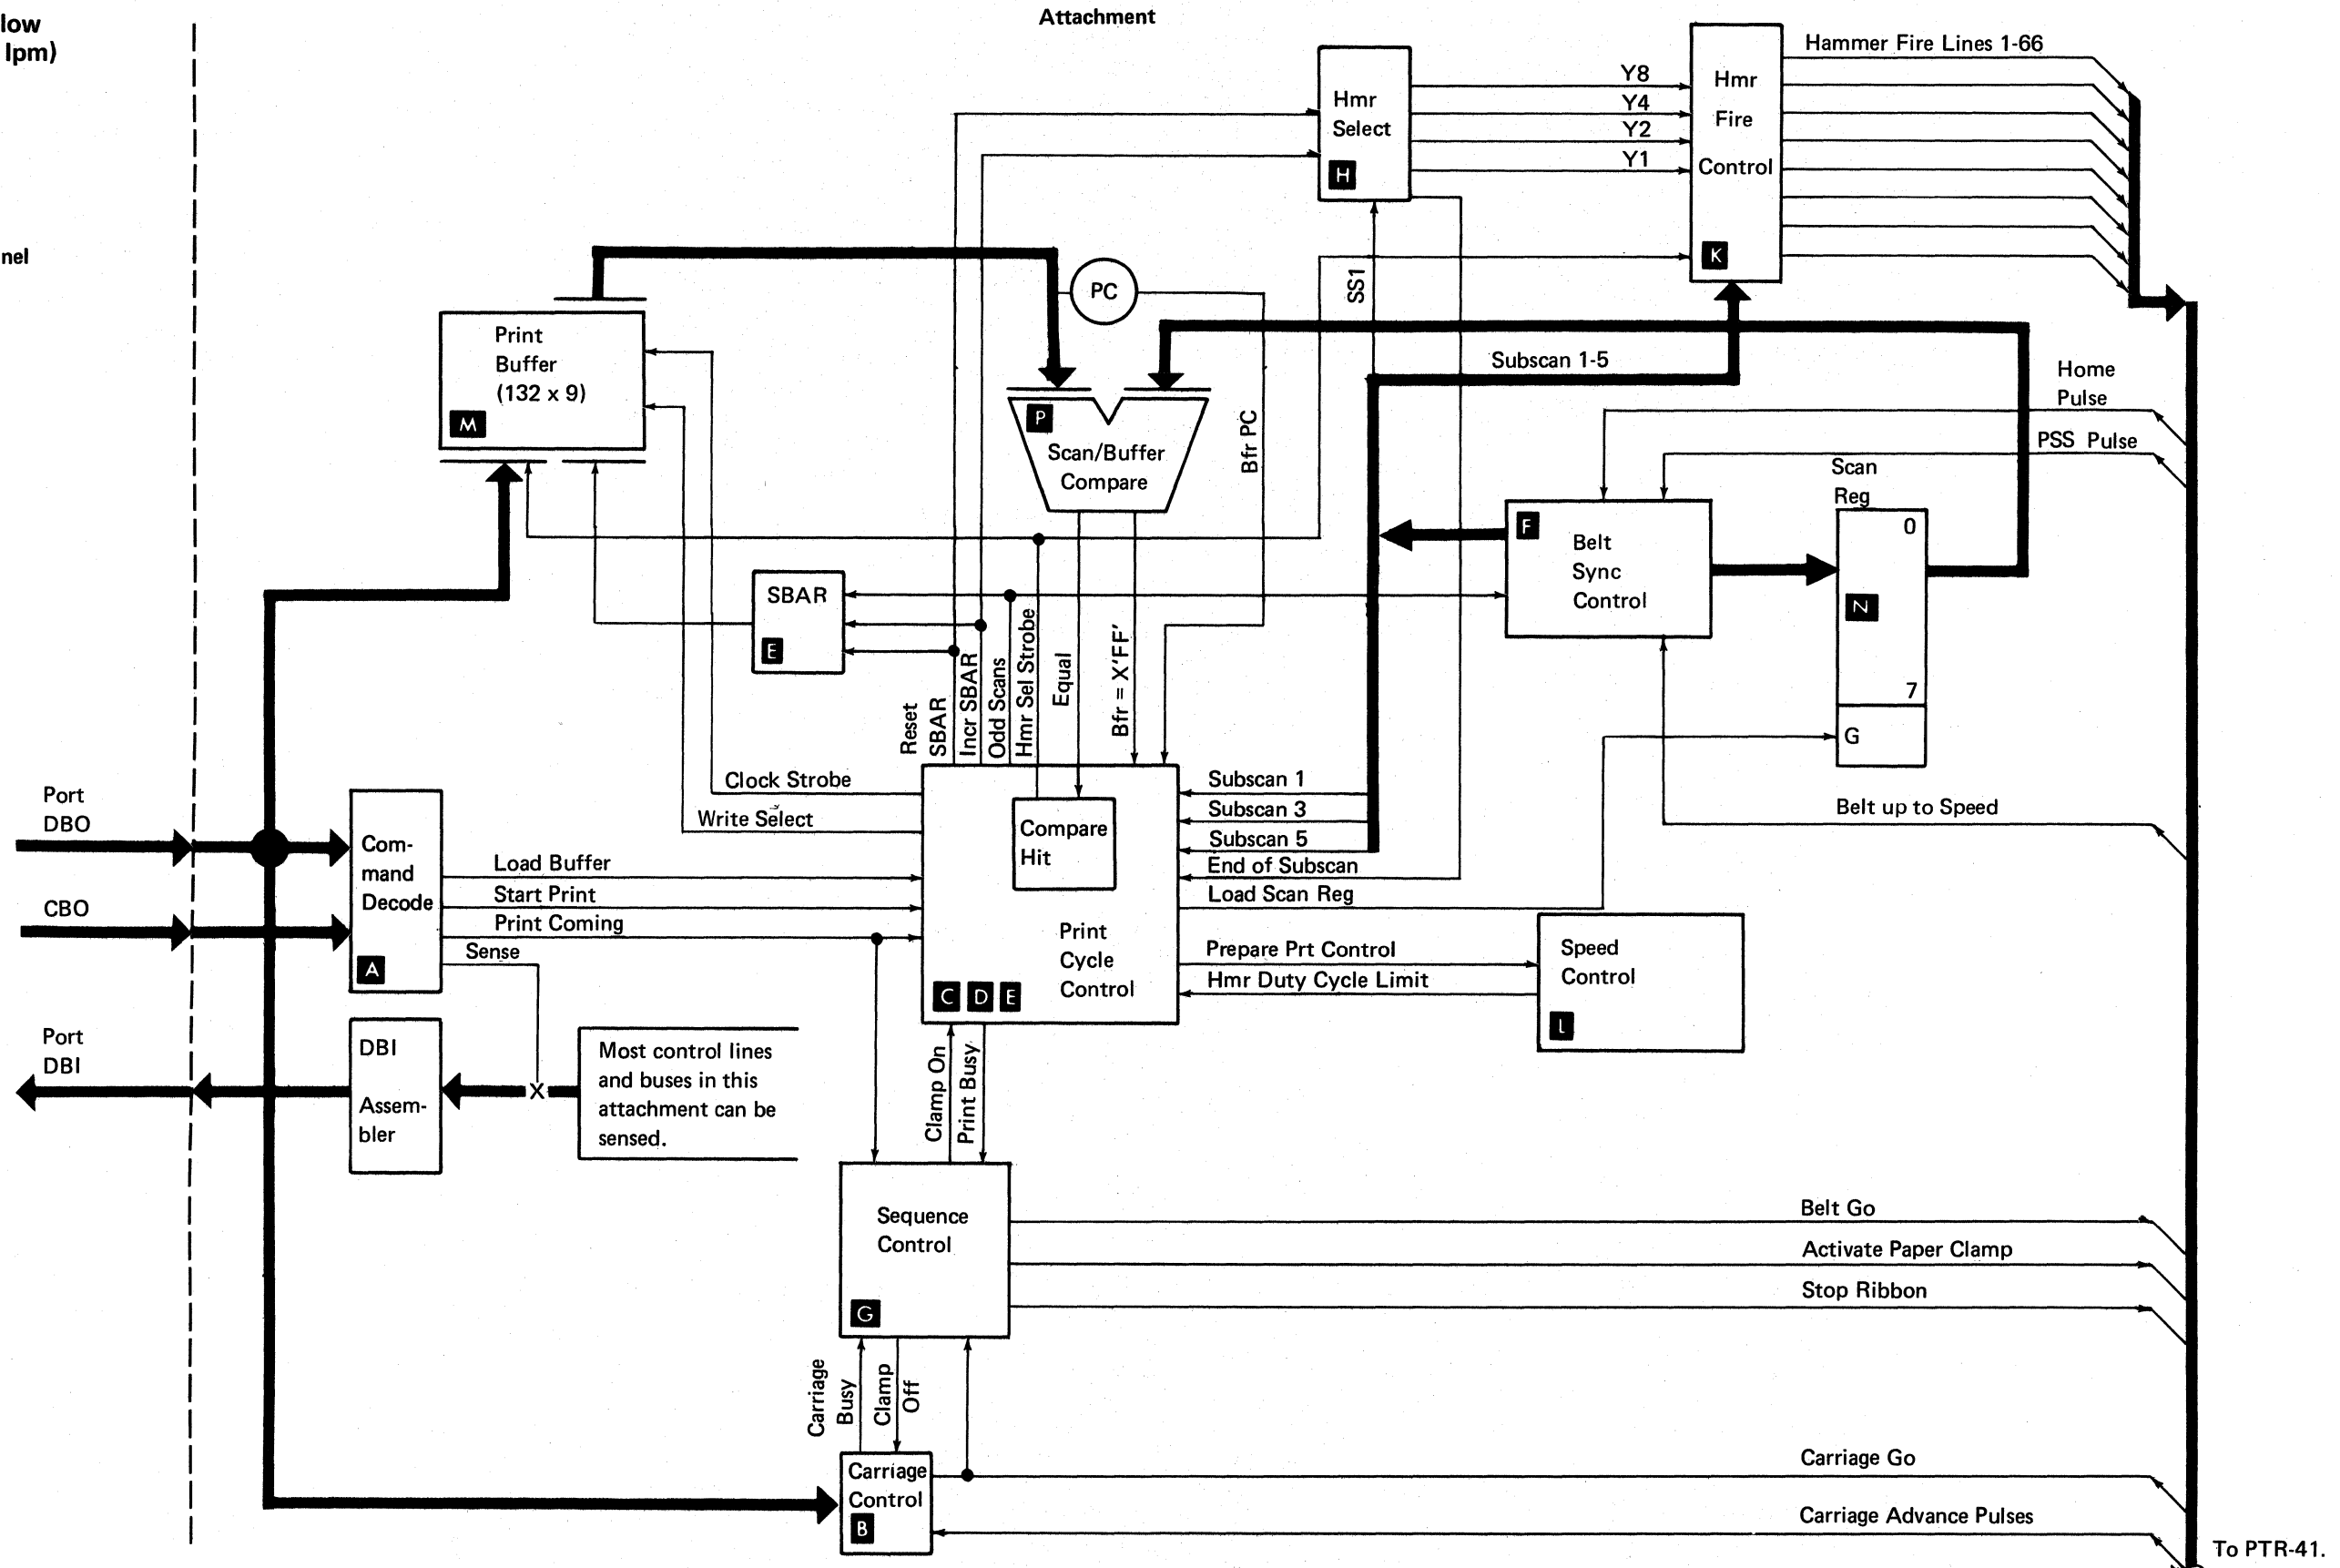 low
lpm)
Attachment
nel
Hmr
Select
H
Y8
Y4
Y2
Y1
Hmr
Fire
Control
K
Hammer Fire Lines 1-66
PC
SS1
Print
Buffer
(132 x 9)
M
P
Scan/Buffer
Compare
Bfr PC
Subscan 1-5
Home
Pulse
PSS Pulse
Scan
Reg
0
N
7
G
F
Belt
Sync
Control
SBAR
E
Reset
SBAR
Incr SBAR
Odd Scans
Hmr Sel Strobe
Equal
Bfr = X'FF'
Belt up to Speed
Clock Strobe
Write Select
Subscan 1
Subscan 3
Subscan 5
End of Subscan
Load Scan Reg
Port
DBO
CBO
Com-
mand
Decode
A
Load Buffer
Start Print
Print Coming
Sense
Compare
Hit
Print
Cycle
Control
C D E
Prepare Prt Control
Hmr Duty Cycle Limit
Speed
Control
L
Port
DBI
DBI
Assem-
bler
X
Most control lines
and buses in this
attachment can be
sensed.
Clamp On
Print Busy
Sequence
Control
G
Belt Go
Activate Paper Clamp
Stop Ribbon
Carriage
Busy
Clamp
Off
Carriage
Control
B
Carriage Go
Carriage Advance Pulses
To PTR-41.